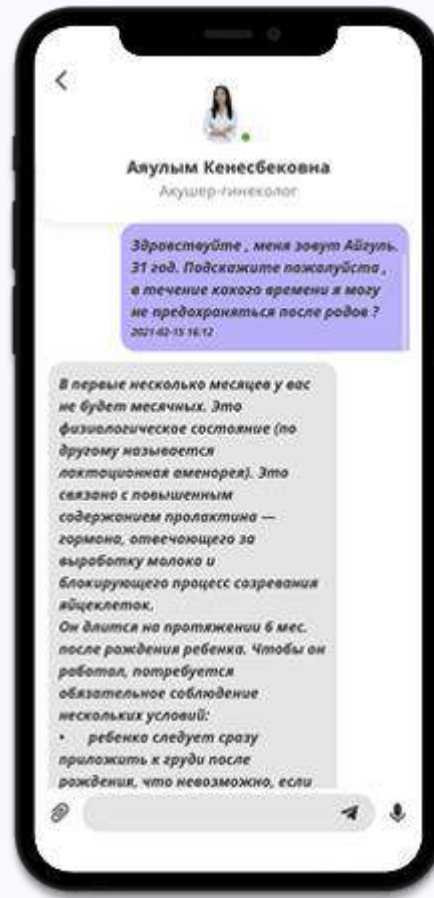 Аяулым Кенесбековна
Акушер-гинеколог
Здравствуйте , меня зовут Айгуль.
31 год. Подскажите пожалуйста ,
в течение какого времени я могу
не предохраняться после родов ?
2021-02-15 16:12
В первые несколько месяцев у вас
не будет месячных. Это
физиологическое состояние (по
другому называется
лактационная аменорея). Это
связано с повышенным
содержанием пролактина —
гормона, отвечающего за
выработку молока и
блокирующего процесс созревания
яйцеклеток.
Он длится на протяжении 6 мес.
после рождения ребенка. Чтобы он
работал, потребуется
обязательное соблюдение
нескольких условий:
• ребенка следует сразу
приложить к груди после
рождения, что невозможно, если